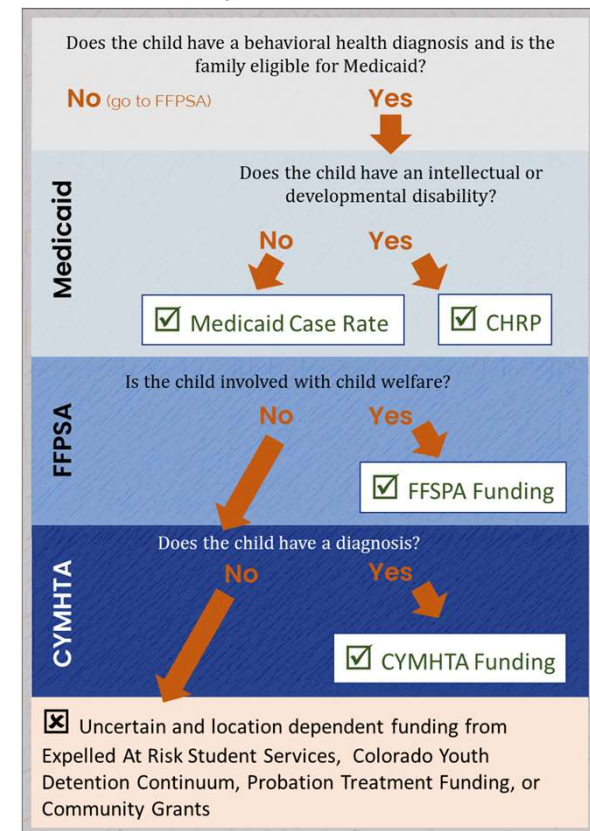 Does the child have a behavioral health diagnosis and is the
family eligible for Medicaid?
No (go to FFPSA)
Yes
Medicaid
Does the child have an intellectual or
developmental disability?
No
Yes
☑ Medicaid Case Rate
☑ CHRP
FFPSA
Is the child involved with child welfare?
No
Yes
☑ FFSPA Funding
CYMHTA
Does the child have a diagnosis?
No
Yes
☑ CYMHTA Funding
☒ Uncertain and location dependent funding from
Expelled At Risk Student Services, Colorado Youth
Detention Continuum, Probation Treatment Funding, or
Community Grants